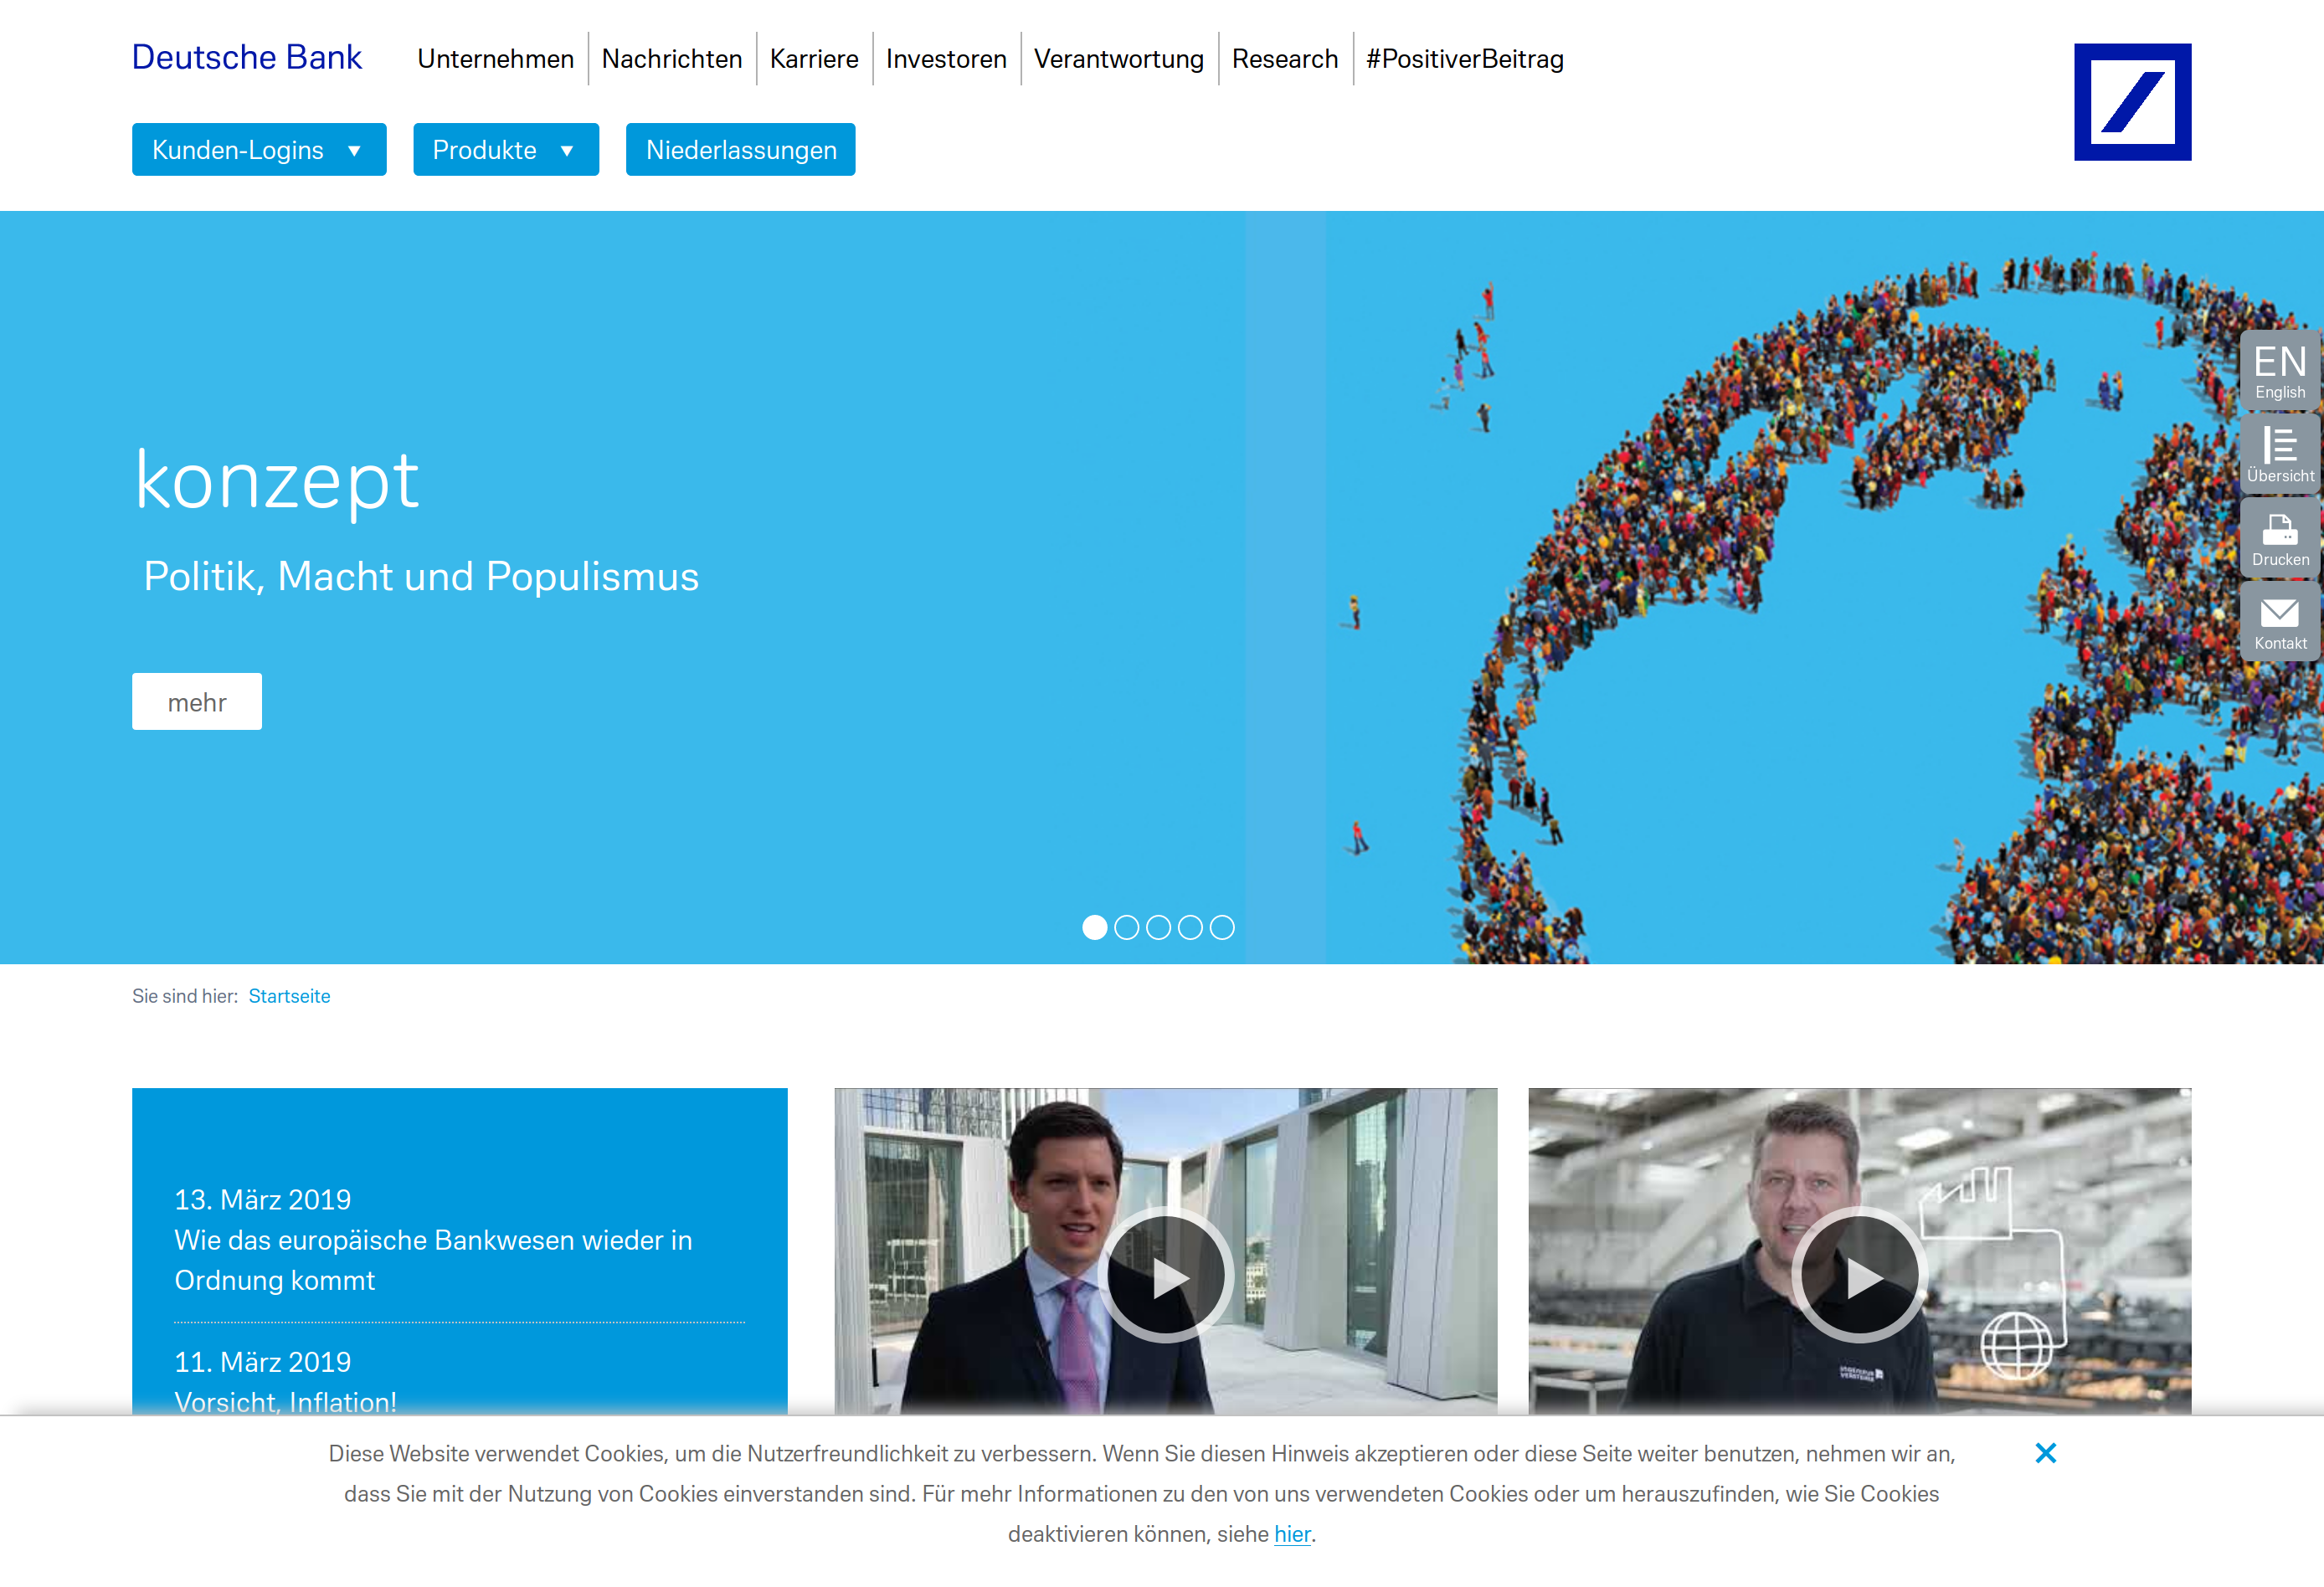 Deutsche Bank
Unternehmen
Nachrichten
Karriere
Investoren
Verantwortung
Research
#PositiverBeitrag
Kunden-Logins
Produkte
Niederlassungen
EN
English
Übersicht
Drucken
Kontakt
konzept
Politik, Macht und Populismus
mehr
Sie sind hier: Startseite
13. März 2019
Wie das europäische Bankwesen wieder in
Ordnung kommt
11. März 2019
Vorsicht, Inflation!
Diese Website verwendet Cookies, um die Nutzerfreundlichkeit zu verbessern. Wenn Sie diesen Hinweis akzeptieren oder diese Seite weiter benutzen, nehmen wir an,
dass Sie mit der Nutzung von Cookies einverstanden sind. Für mehr Informationen zu den von uns verwendeten Cookies oder um herauszufinden, wie Sie Cookies
deaktivieren können, siehe hier.